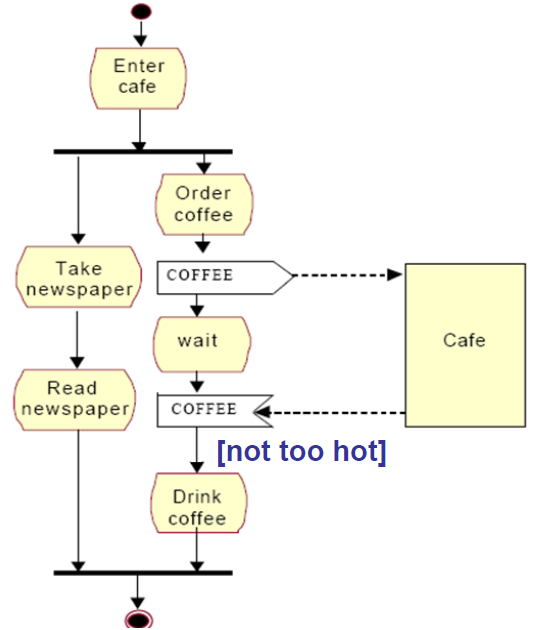 Enter
cafe
Order
coffee
Take
newspaper
COFFEE
wait
Cafe
Read
newspaper
COFFEE
[not too hot]
Drink
coffee